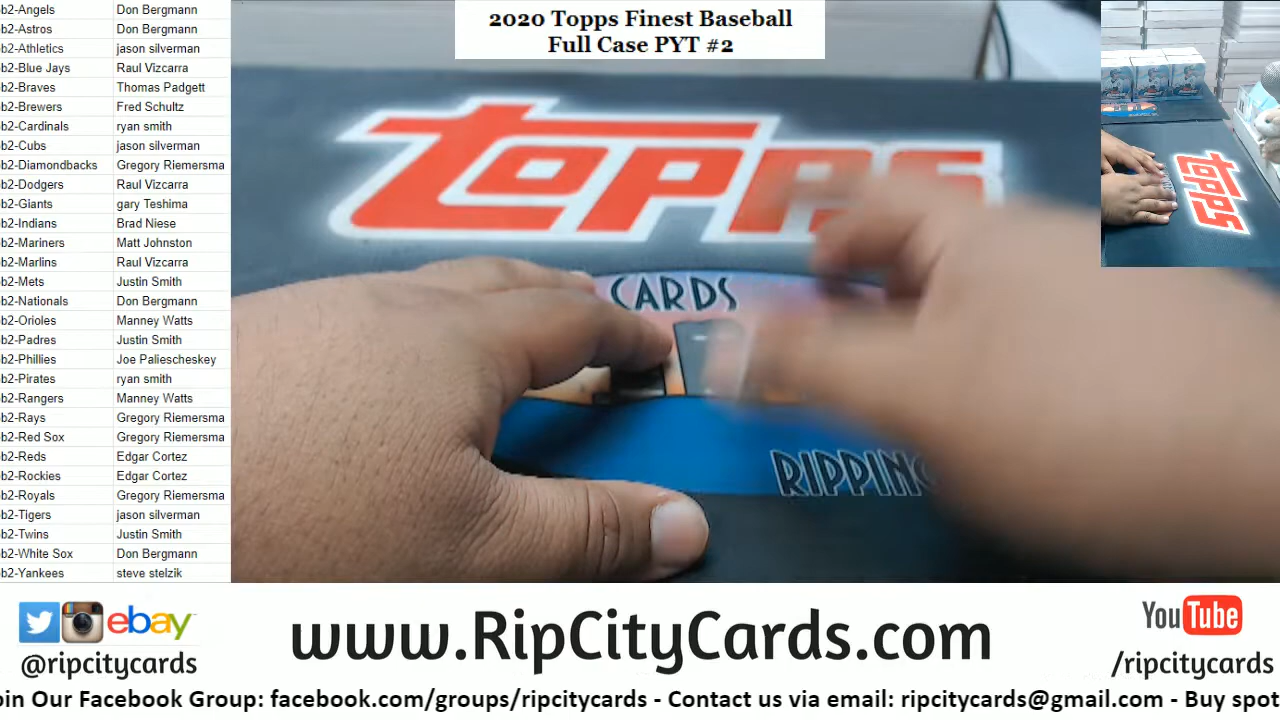 2020 Topps Finest Baseball
Full Case PYT #2
b2-Angels Don Bergmann
b2-Astros Don Bergmann
b2-Athletics jason silverman
b2-Blue Jays Raul Vizcarra
b2-Braves Thomas Padgett
b2-Brewers Fred Schultz
b2-Cardinals ryan smith
b2-Cubs jason silverman
b2-Diamondbacks Gregory Riemersma
b2-Dodgers Raul Vizcarra
b2-Giants gary Teshima
b2-Indians Brad Niese
b2-Mariners Matt Johnston
b2-Marlins Raul Vizcarra
b2-Mets Justin Smith
b2-Nationals Don Bergmann
b2-Orioles Manney Watts
b2-Padres Justin Smith
b2-Phillies Joe Paliescheskey
b2-Pirates ryan smith
b2-Rangers Manney Watts
b2-Rays Gregory Riemersma
b2-Red Sox Gregory Riemersma
b2-Reds Edgar Cortez
b2-Rockies Edgar Cortez
b2-Royals Gregory Riemersma
b2-Tigers jason silverman
b2-Twins Justin Smith
b2-White Sox Don Bergmann
b2-Yankees steve stelzik
topps
CARDS
RIPPING
topps
ebay
@ripcitycards
www.RipCityCards.com
YouTube
/ripcitycards
oin Our Facebook Group: facebook.com/groups/ripcitycards - Contact us via email: ripcitycards@gmail.com - Buy spot